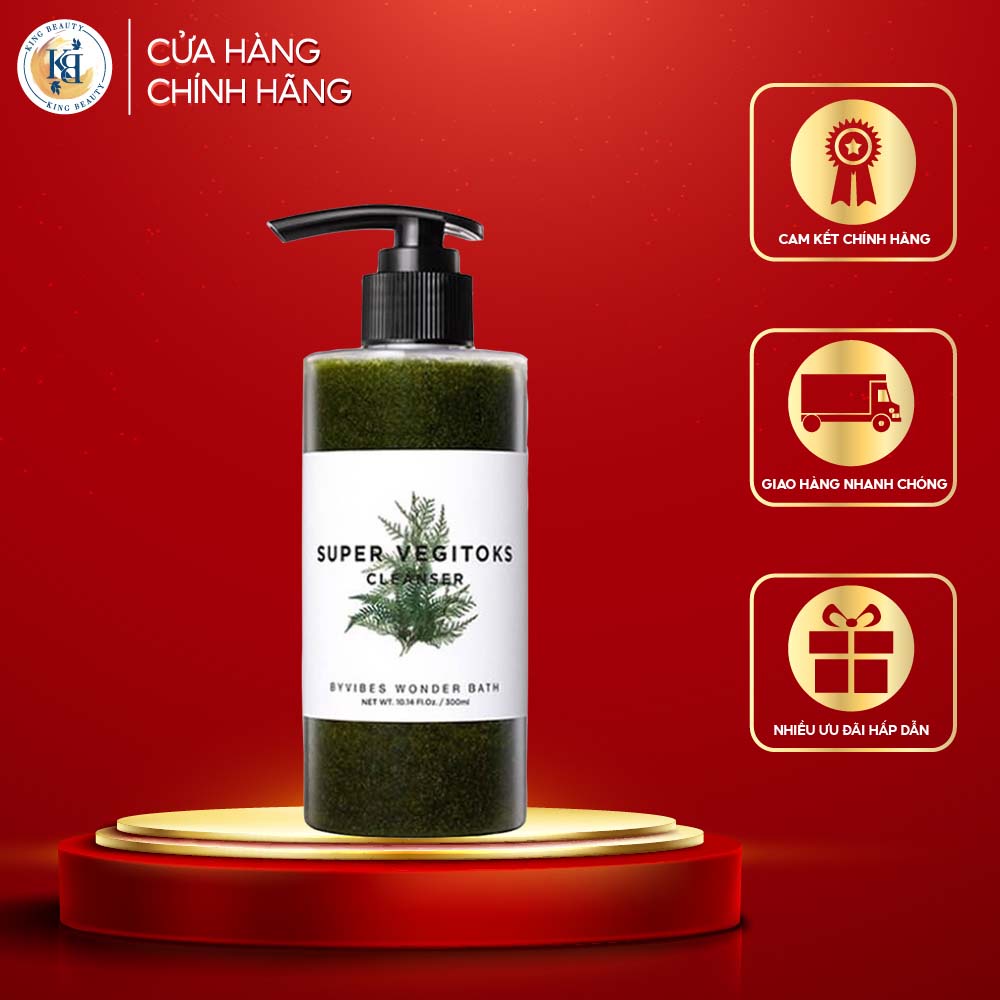 KING BEAUTY
KB
KING BEAUTY
CỬA HÀNG
CHÍNH HÃNG
CAM KẾT CHÍNH HÃNG
GIAO HÀNG NHANH CHÓNG
NHIỀU ƯU ĐÃI HẤP DẪN
SUPER VEGITOKS
CLEANSER
BYVIBES WONDER BATH
NET WT. 10.14 Fl.Oz. / 300ml